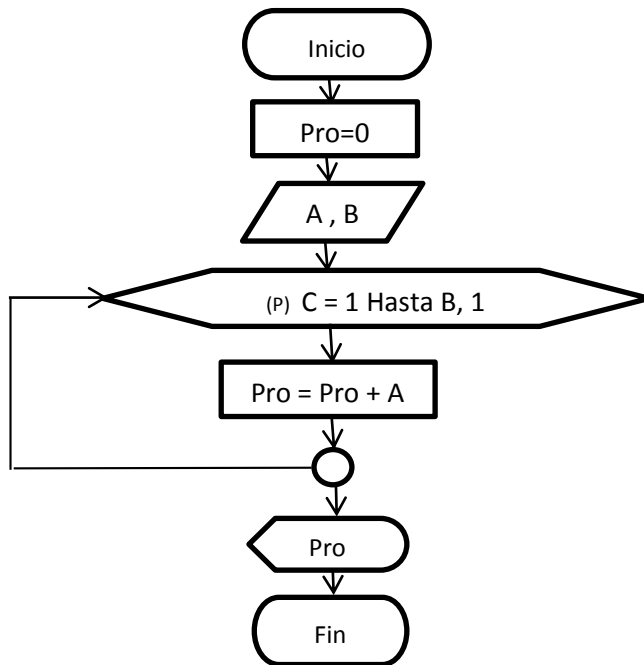 Inicio
Pro=0
A , B
(P) C = 1 Hasta B, 1
Pro = Pro + A
Pro
Fin